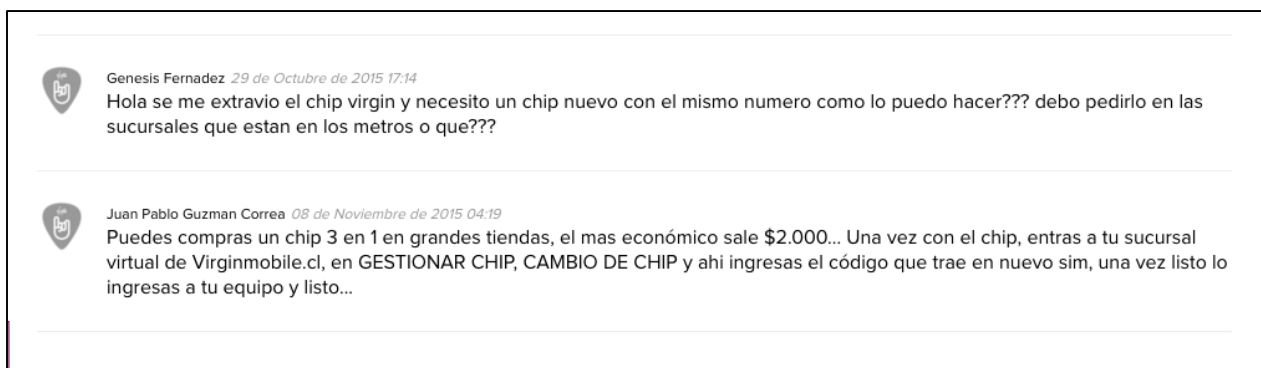 Genesis Fernadez 29 de Octubre de 2015 17:14
Hola se me extravio el chip virgin y necesito un chip nuevo con el mismo numero como lo puedo hacer??? debo pedirlo en las
sucursales que estan en los metros o que???
Juan Pablo Guzman Correa 08 de Noviembre de 2015 04:19
Puedes compras un chip 3 en 1 en grandes tiendas, el mas económico sale $2.000... Una vez con el chip, entras a tu sucursal
virtual de Virginmobile.cl, en GESTIONAR CHIP, CAMBIO DE CHIP y ahi ingresas el código que trae en nuevo sim, una vez listo lo
ingresas a tu equipo y listo...